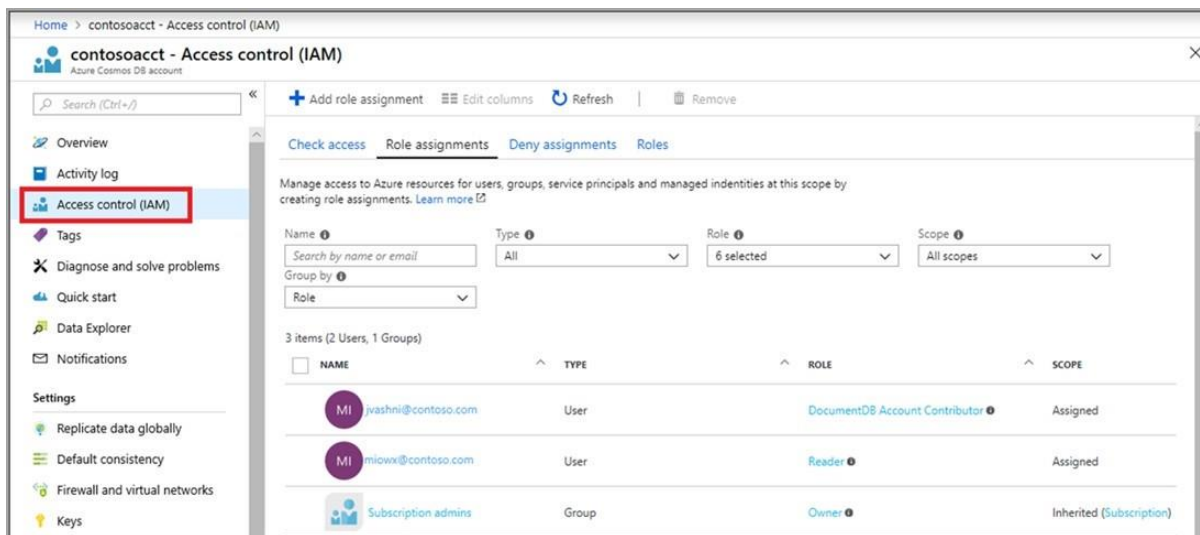 Home > contosoacct - Access control (IAM)
contosoacct - Access control (IAM)
Azure Cosmos DB account
Search (Ctrl+/)
Overview
Activity log
Access control (IAM)
Tags
Diagnose and solve problems
Quick start
Data Explorer
Notifications
Settings
Replicate data globally
Default consistency
Firewall and virtual networks
Keys
Add role assignment Edit columns Refresh Remove
Check access Role assignments Deny assignments Roles
Manage access to Azure resources for users, groups, service principals and managed indentities at this scope by
creating role assignments. Learn more
Name Type Role Scope
Search by name or email All 6 selected All scopes
Group by
Role
3 items (2 Users, 1 Groups)
NAME TYPE ROLE SCOPE
MI jvashni@contoso.com User DocumentDB Account Contributor Assigned
MI miowx@contoso.com User Reader Assigned
Subscription admins Group Owner Inherited (Subscription)